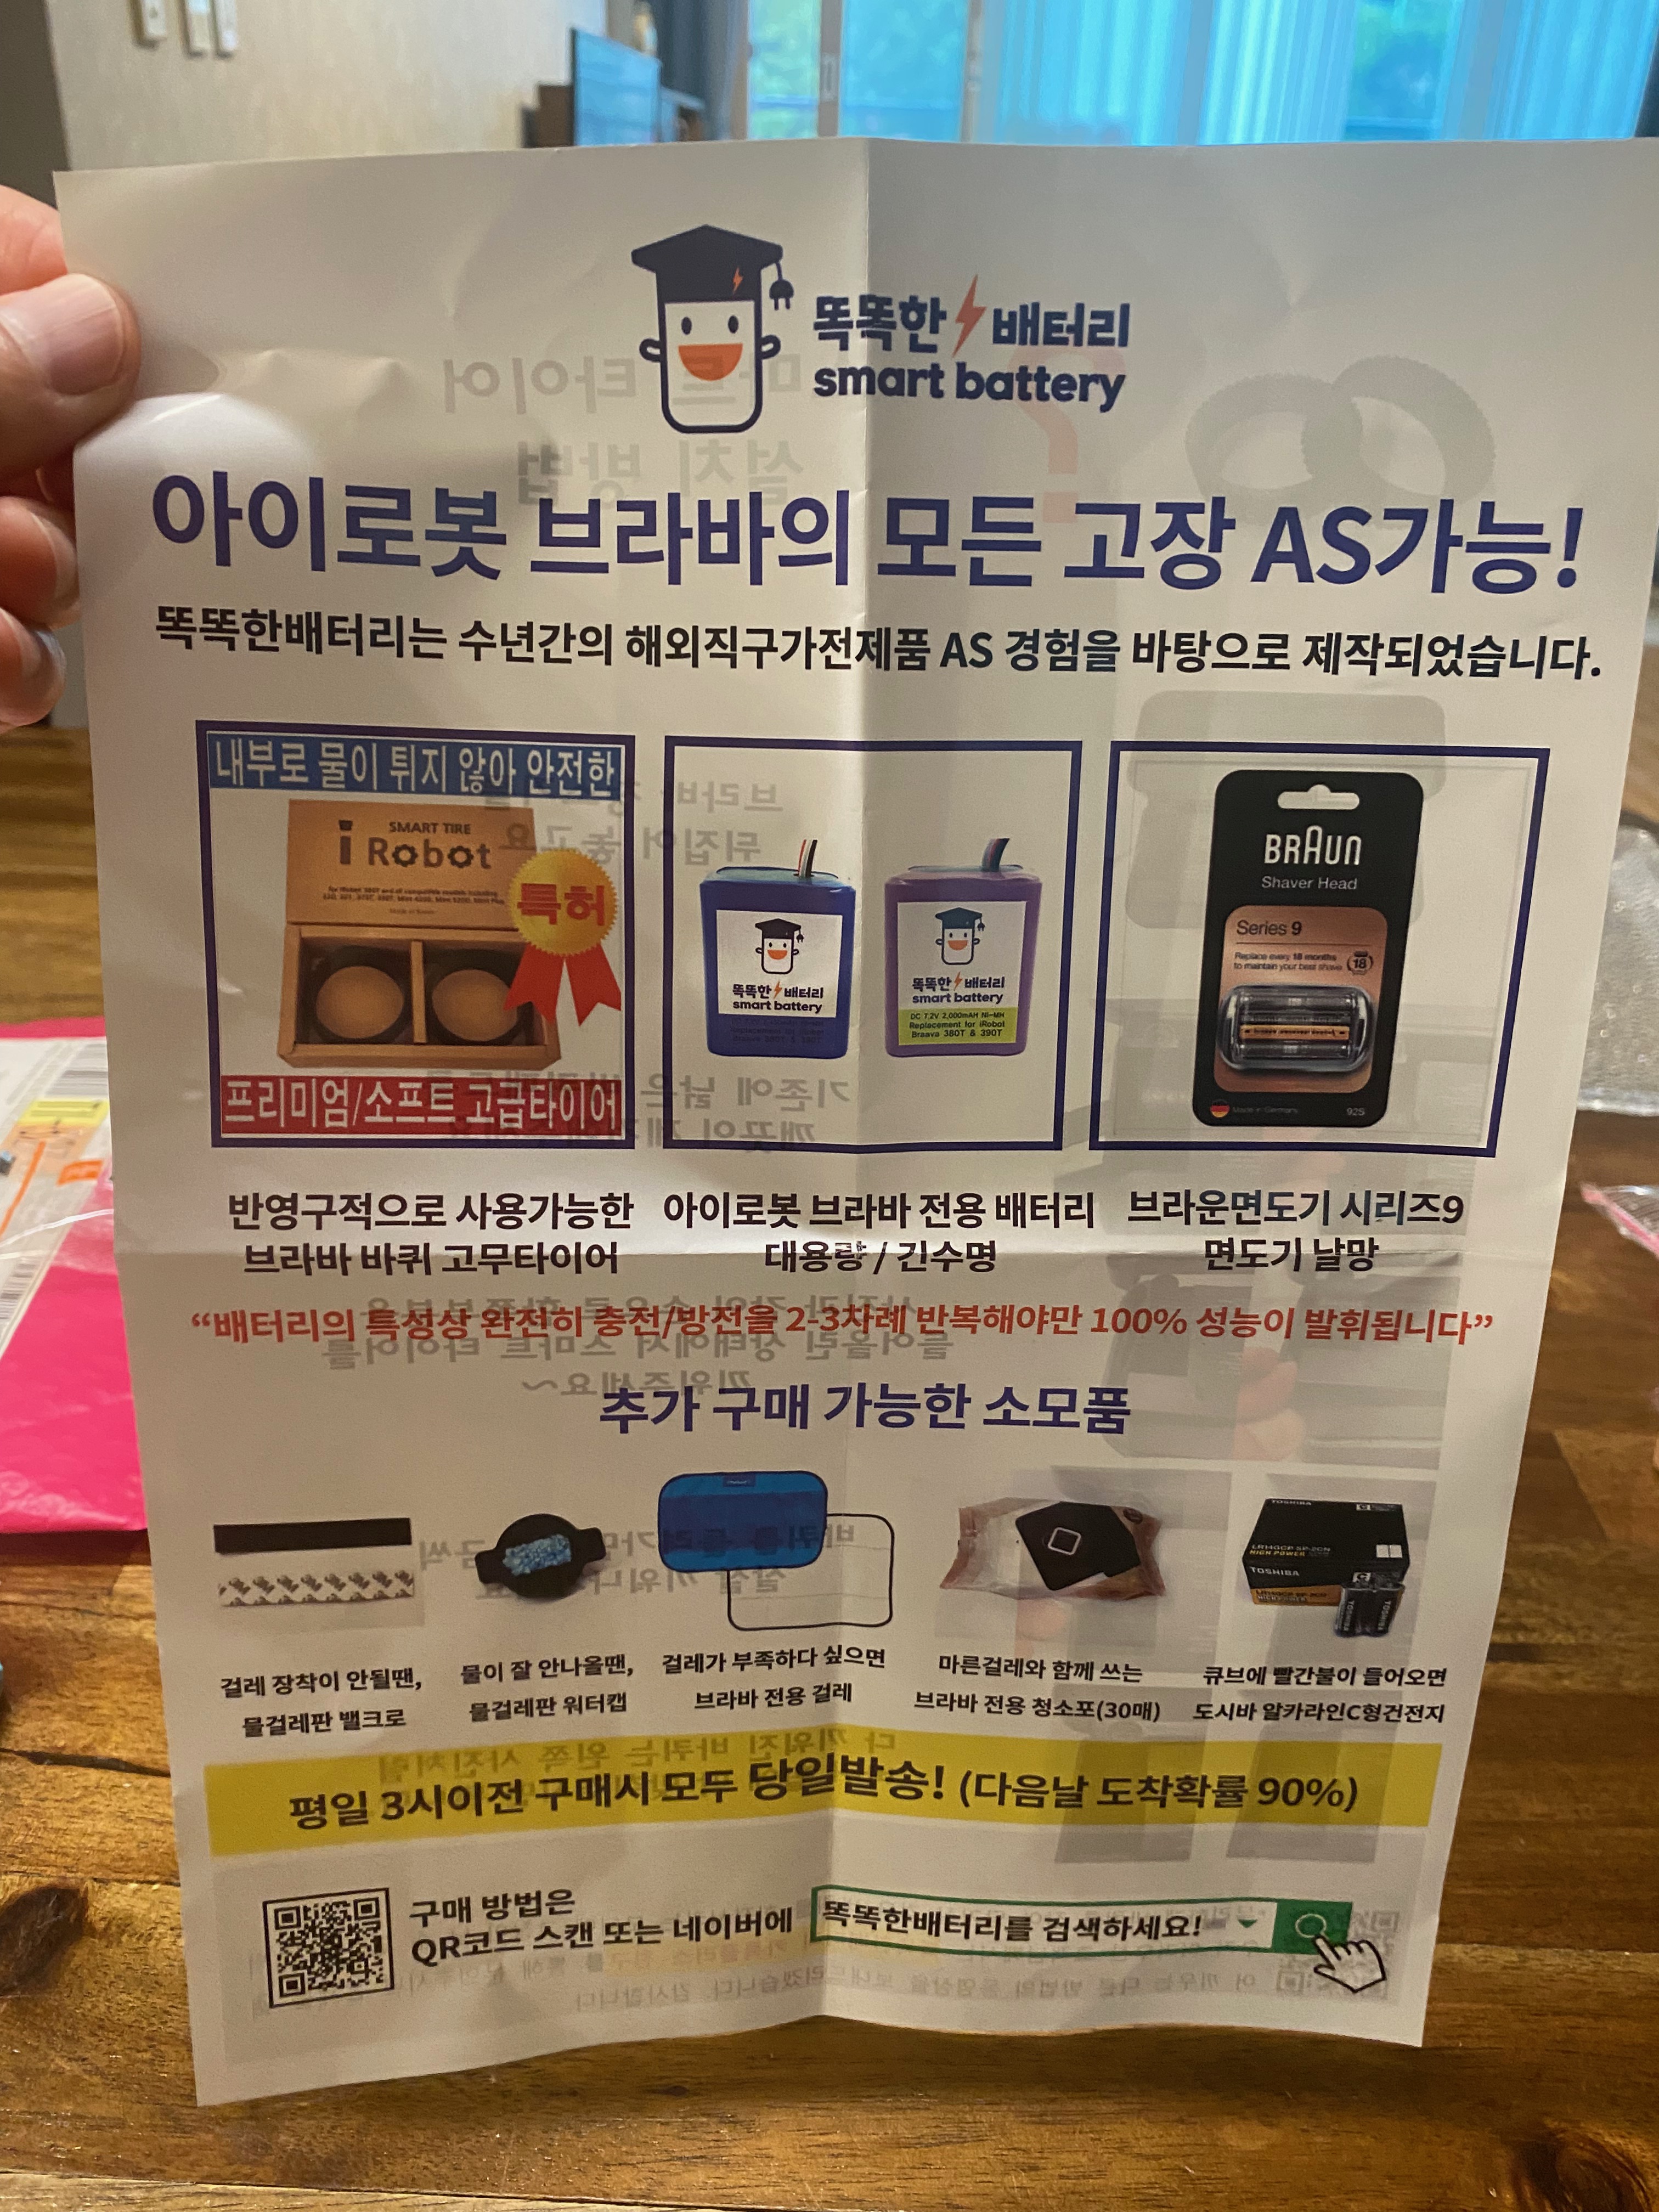 똑똑한 배터리
smart battery
아이로봇 브라바의 모든 고장 AS가능!
똑똑한배터리는 수년간의 해외직구가전제품 AS 경험을 바탕으로 제작되었습니다.
내부로 물이 튀지 않아 안전한
SMART TIRE
iRobot
특허
프리미엄/소프트 고급타이어
똑똑한 배터리
smart battery
똑똑한 배터리
smart battery
DC 7.2V 2,000mAH NI-MH
Replacement for iRobot
Braava 380T & 390T
BRAUN
Shaver Head
Series 9
Replace every 18 months
to maintain your best shave
18
Made in Germany
92S
반영구적으로 사용가능한
브라바 바퀴 고무타이어
아이로봇 브라바 전용 배터리
대용량 / 긴수명
브라운면도기 시리즈9
면도기 날망
“배터리의 특성상 완전히 충전/방전을 2-3차례 반복해야만 100% 성능이 발휘됩니다”
추가 구매 가능한 소모품
TOSHIBA
HIGH POWER
TOSHIBA
걸레 장착이 안될땐,
물걸레판 밸크로
물이 잘 안나올땐,
물걸레판 워터캡
걸레가 부족하다 싶으면
브라바 전용 걸레
마른걸레와 함께 쓰는
브라바 전용 청소포(30매)
큐브에 빨간불이 들어오면
도시바 알카라인C형건전지
평일 3시이전 구매시 모두 당일발송! (다음날 도착확률 90%)
구매 방법은
QR코드 스캔 또는 네이버에
똑똑한배터리를 검색하세요!